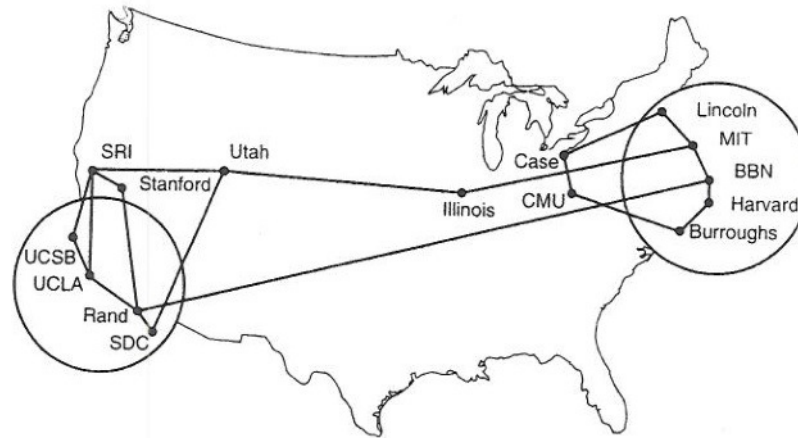 Lincoln
MIT
SRI
Utah
Case
BBN
Stanford
Illinois
CMU
Harvard
Burroughs
UCSB
UCLA
Rand
SDC